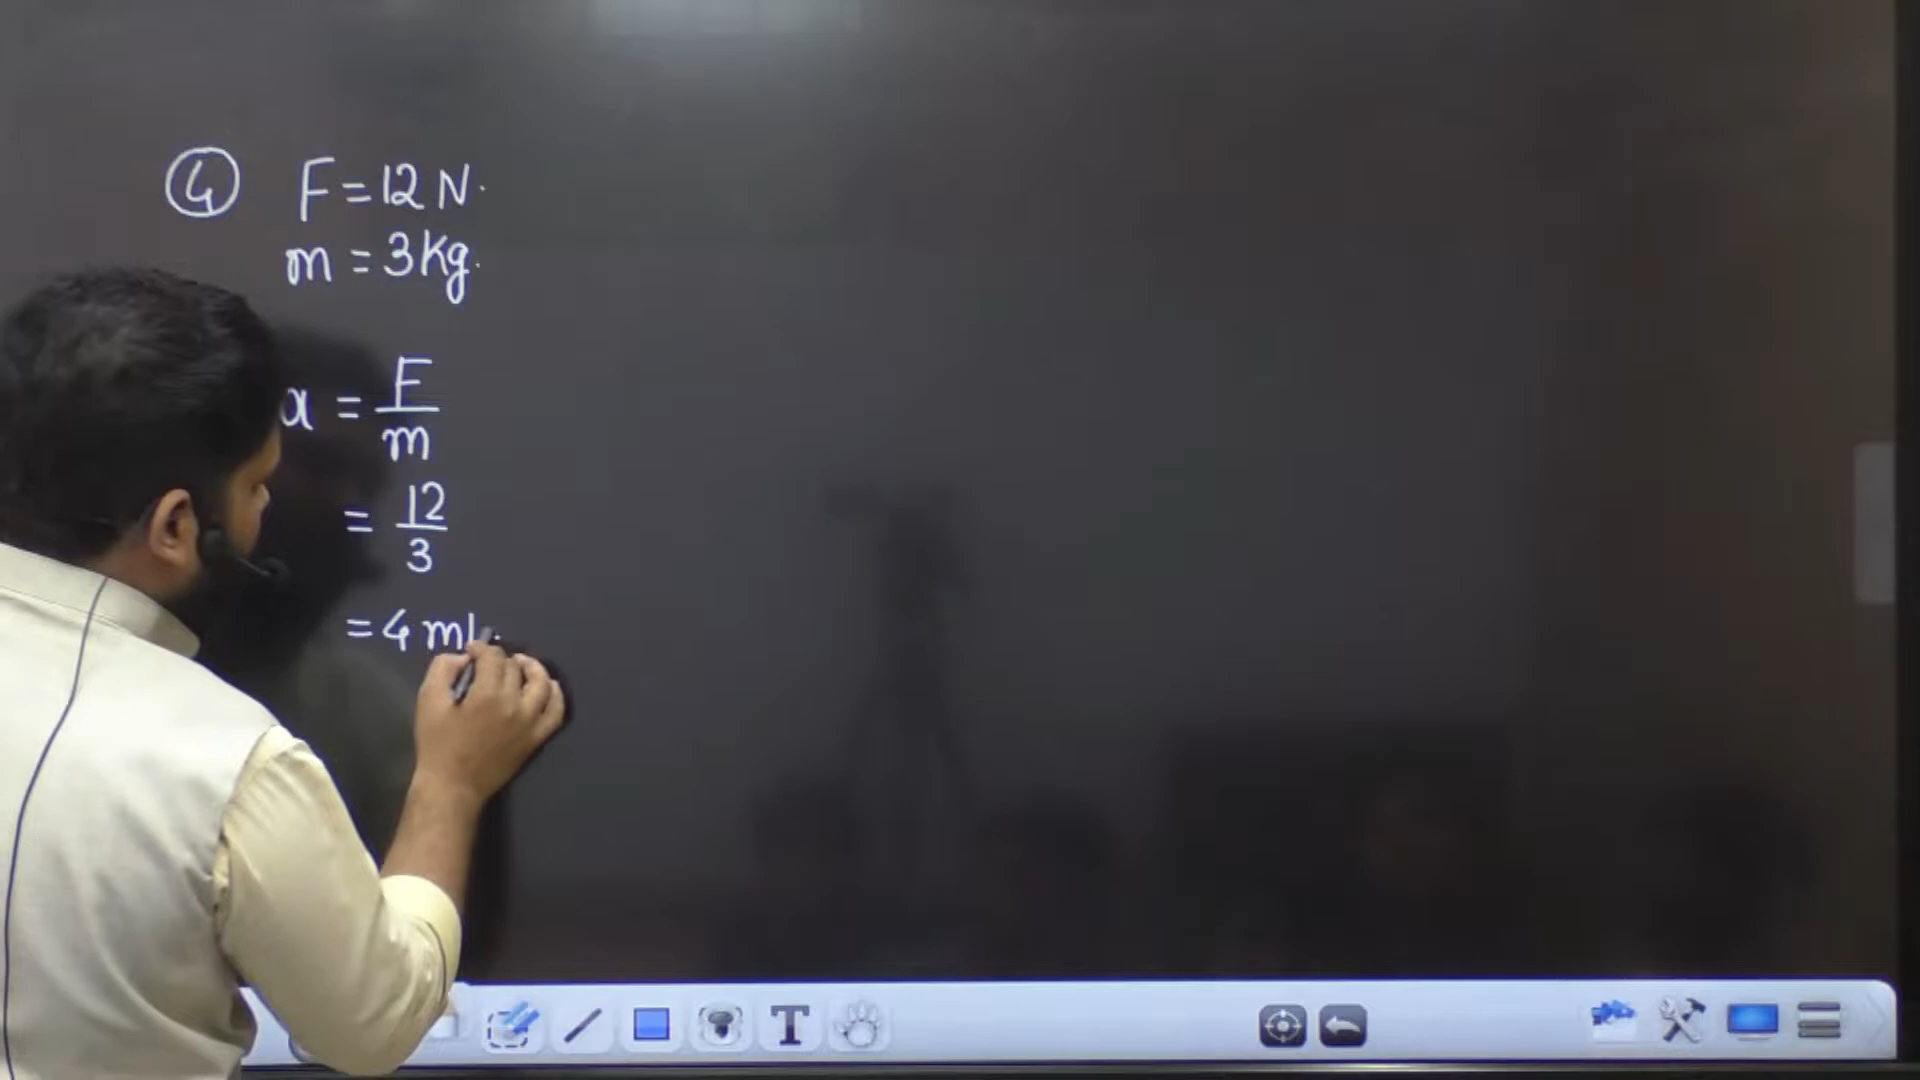 ④ F = 12 N.
m = 3 Kg.
a = F/m
= 12/3
= 4 m
T